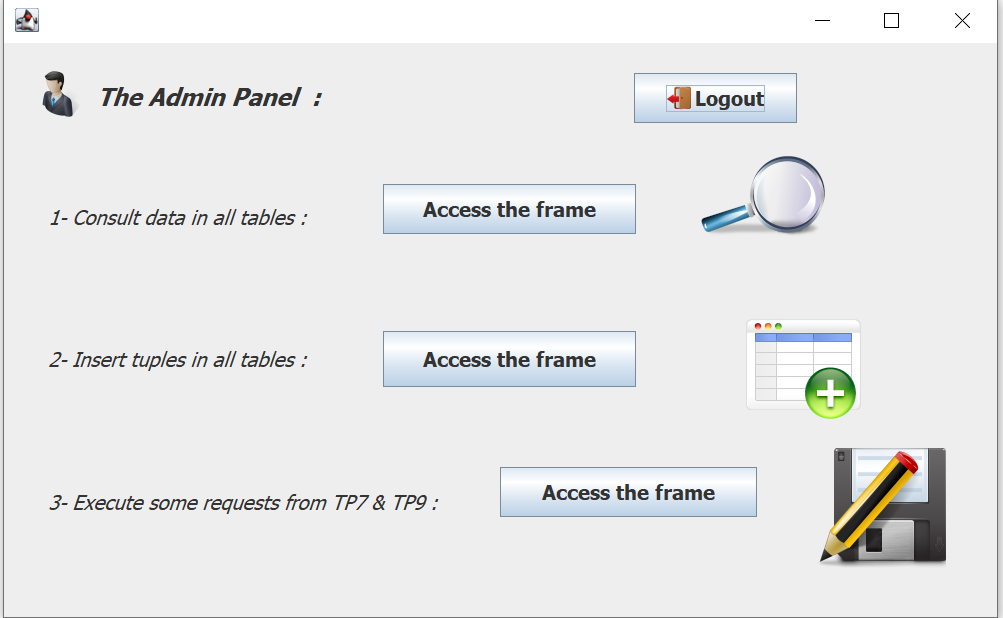 The Admin Panel  :
Logout
1- Consult data in all tables :
Access the frame
2- Insert tuples in all tables :
Access the frame
3- Execute some requests from TP7 & TP9 :
Access the frame